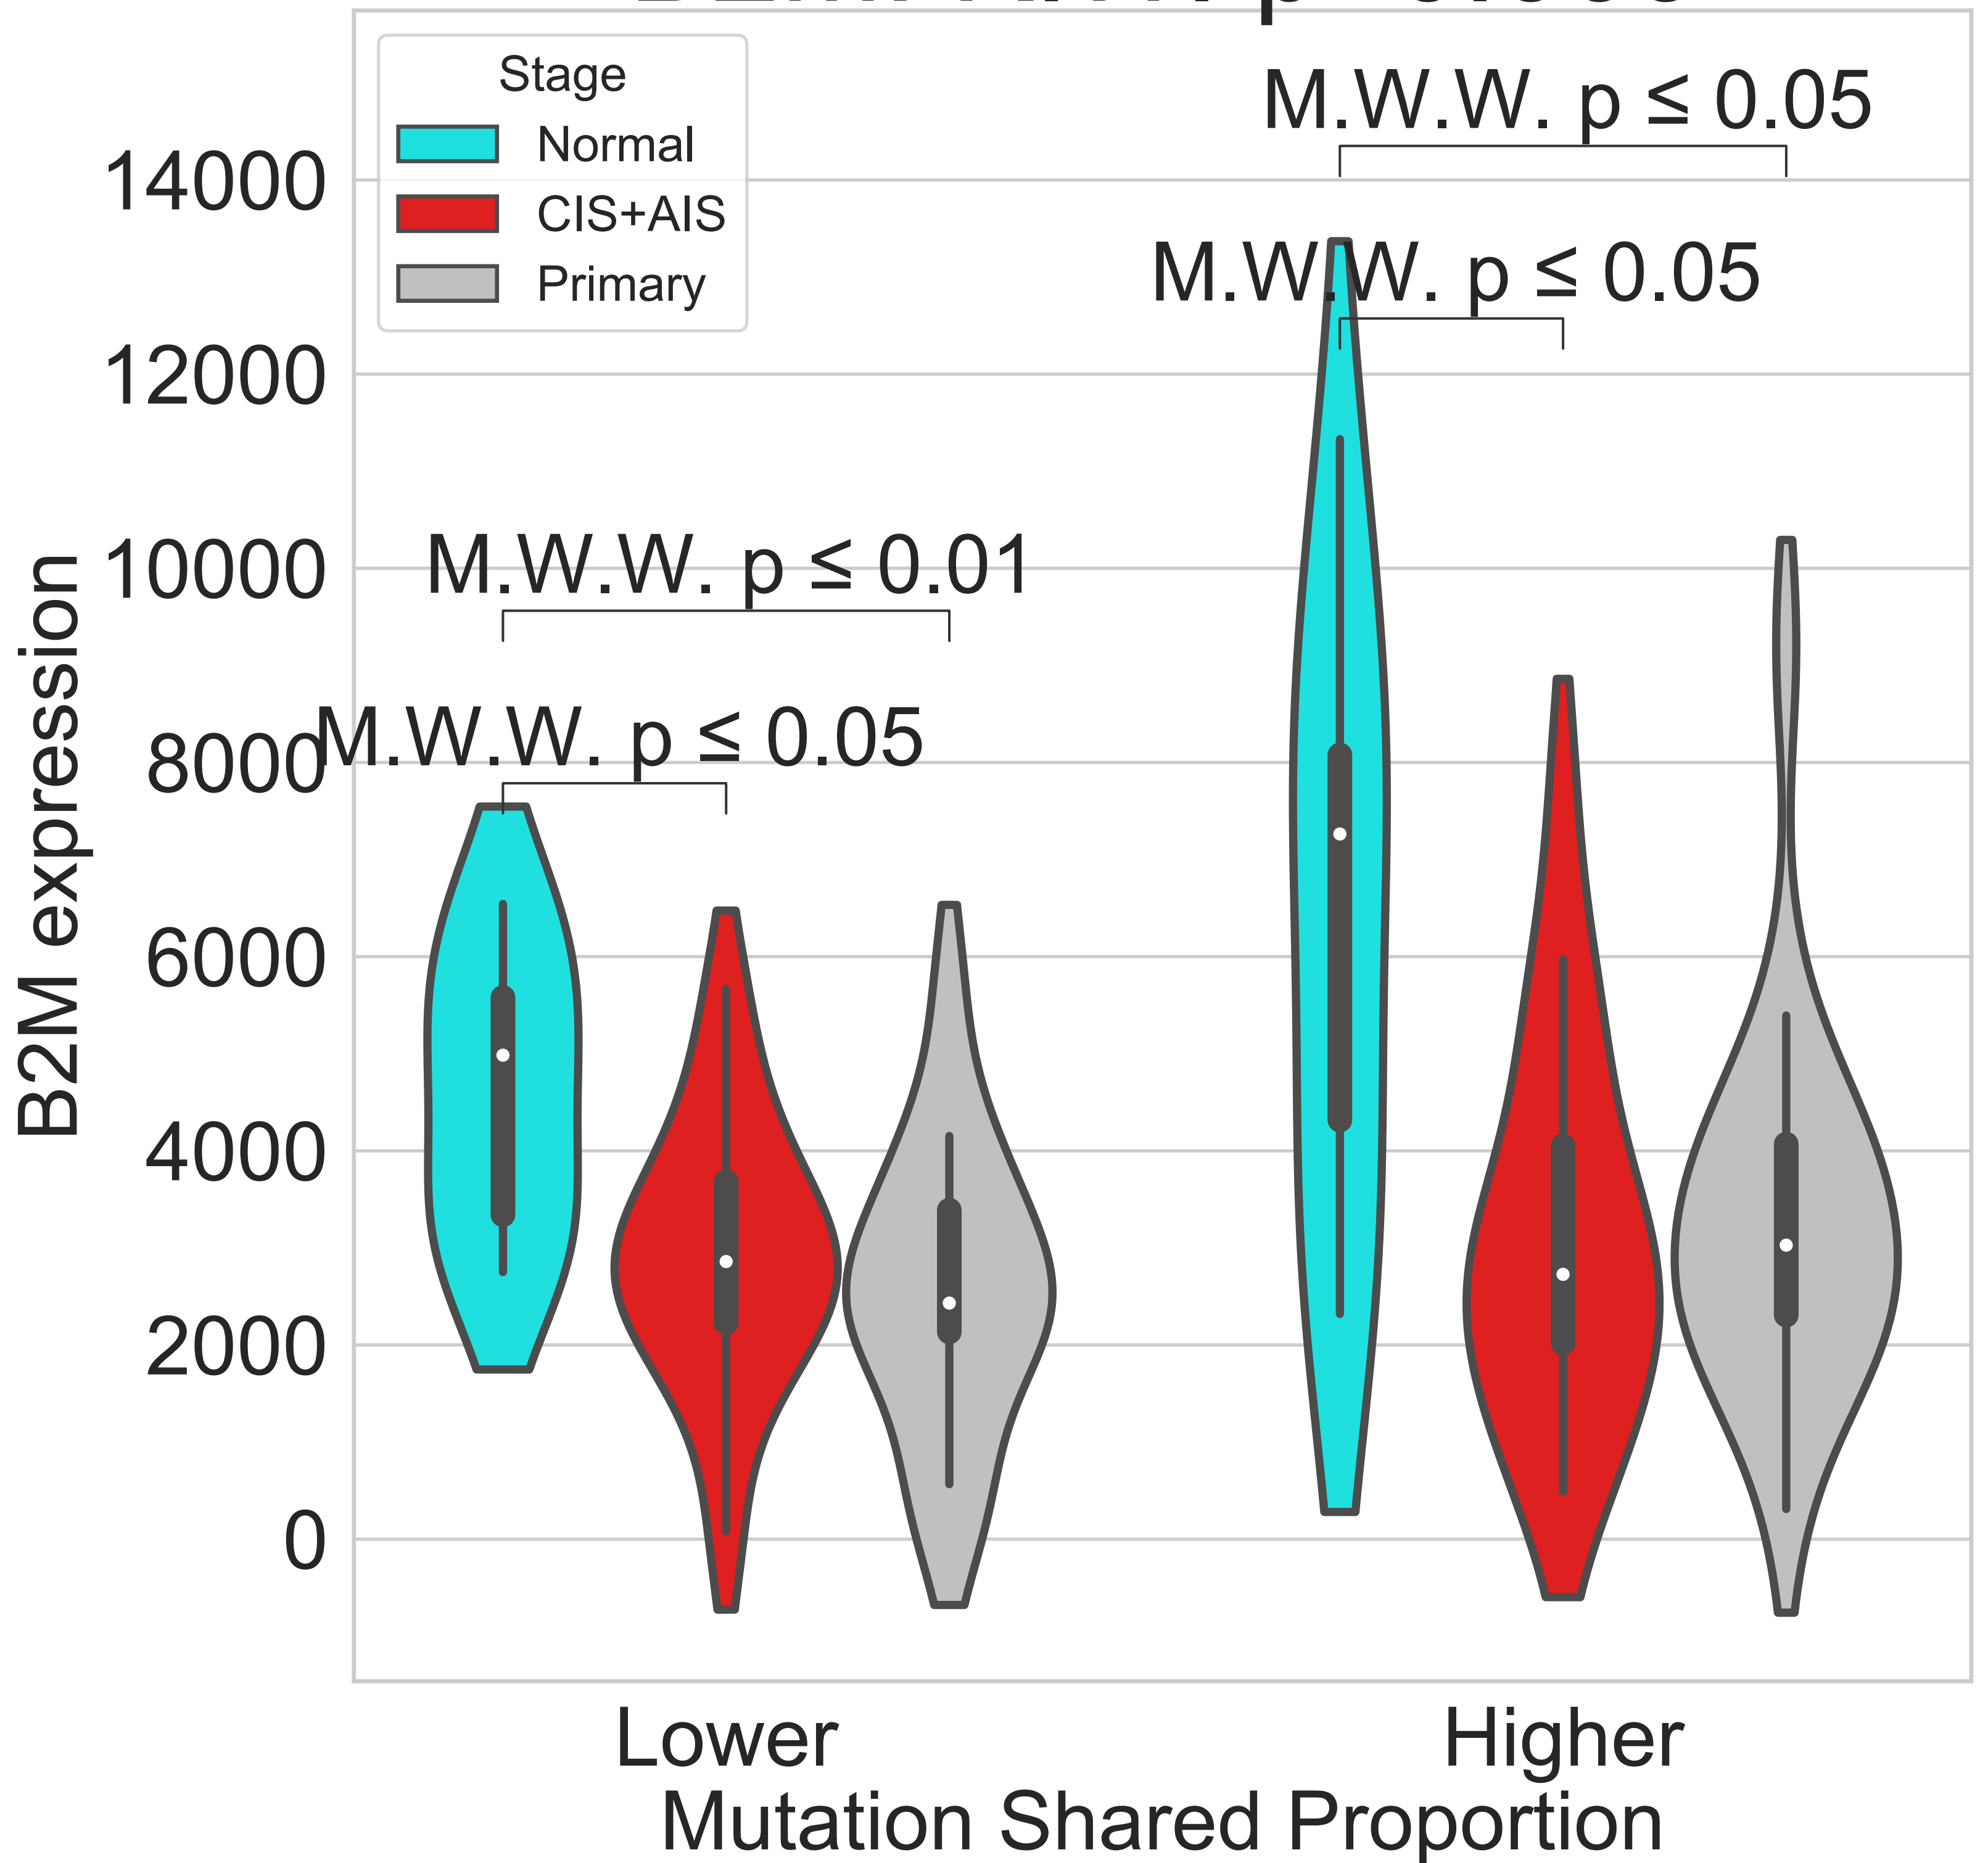 Stage
Normal
CIS+AIS
Primary
M.W.W. p ≤ 0.05
M.W.W. p ≤ 0.05
M.W.W. p ≤ 0.01
M.W.W. p ≤ 0.05
14000
12000
10000
8000
6000
4000
2000
0
B2M expression
Lower
Higher
Mutation Shared Proportion